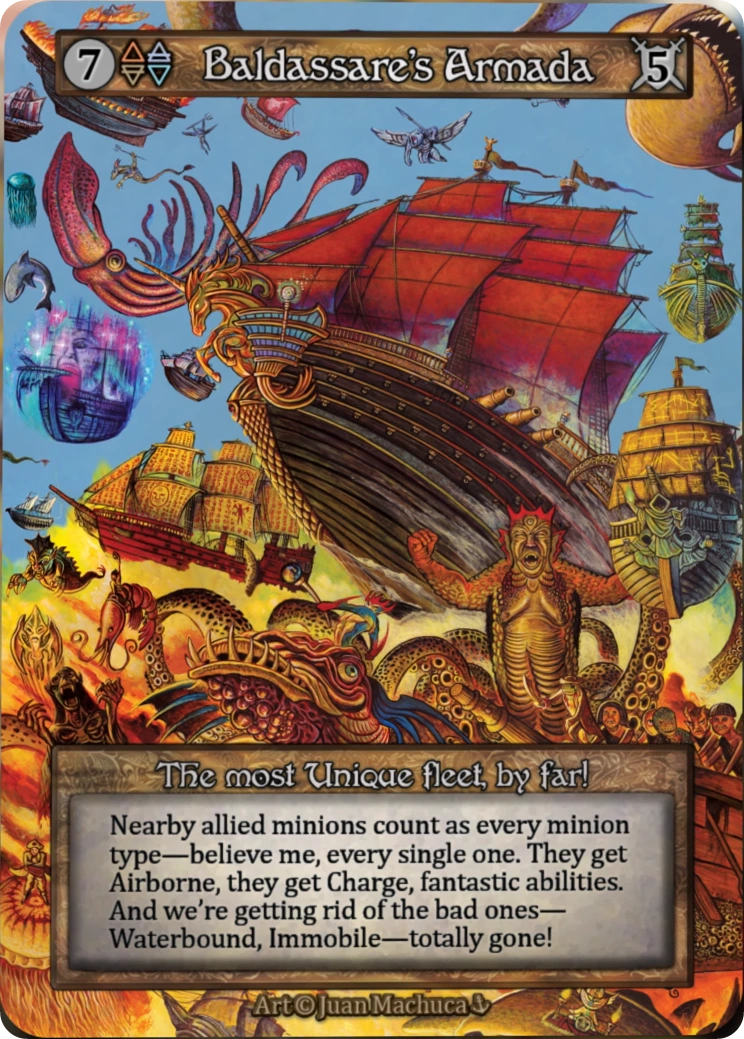 7 Baldassare's Armada 5
The most Unique fleet, by far!
Nearby allied minions count as every minion
type—believe me, every single one. They get
Airborne, they get Charge, fantastic abilities.
And we're getting rid of the bad ones—
Waterbound, Immobile—totally gone!
Art © Juan Machuca